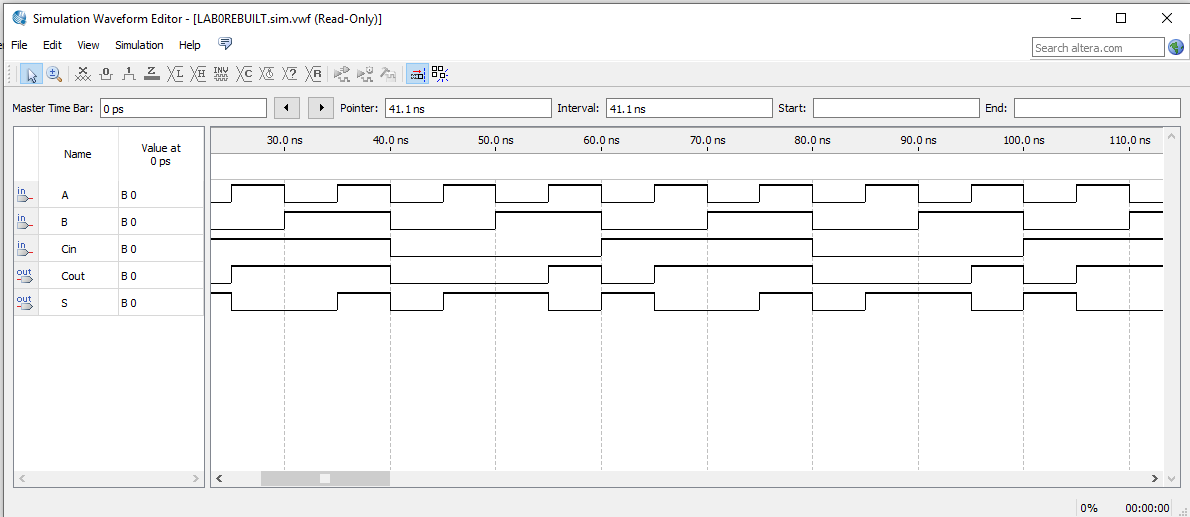 Simulation Waveform Editor - [LAB0REBUILT.sim.vwf (Read-Only)]
File Edit View Simulation Help
Search altera.com
Master Time Bar: 0 ps Pointer: 41.1 ns Interval: 41.1 ns Start: End:
Name Value at 0 ps 30.0 ns 40.0 ns 50.0 ns 60.0 ns 70.0 ns 80.0 ns 90.0 ns 100.0 ns 110.0 ns
in A B 0
in B B 0
in Cin B 0
out Cout B 0
out S B 0
0% 00:00:00